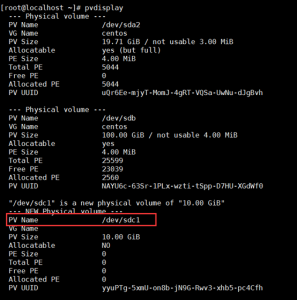 [root@localhost ~]# pvdisplay
--- Physical volume ---
PV Name /dev/sda2
VG Name centos
PV Size 19.71 GiB / not usable 3.00 MiB
Allocatable yes (but full)
PE Size 4.00 MiB
Total PE 5044
Free PE 0
Allocated PE 5044
PV UUID uQr6Ee-mjyT-MomJ-4gRT-VQSa-UwNu-dJgBvh
--- Physical volume ---
PV Name /dev/sdb
VG Name centos
PV Size 100.00 GiB / not usable 4.00 MiB
Allocatable yes
PE Size 4.00 MiB
Total PE 25599
Free PE 23039
Allocated PE 2560
PV UUID NAYU6c-63Sr-1PLx-wzti-tSpp-D7HU-XGdWf0
"/dev/sdc1" is a new physical volume of "10.00 GiB"
--- NEW Physical volume ---
PV Name /dev/sdc1
VG Name
PV Size 10.00 GiB
Allocatable NO
PE Size 0
Total PE 0
Free PE 0
Allocated PE 0
PV UUID yyuPTg-5xmU-on8b-jN9G-Rwv3-xhb5-pc4Cfh